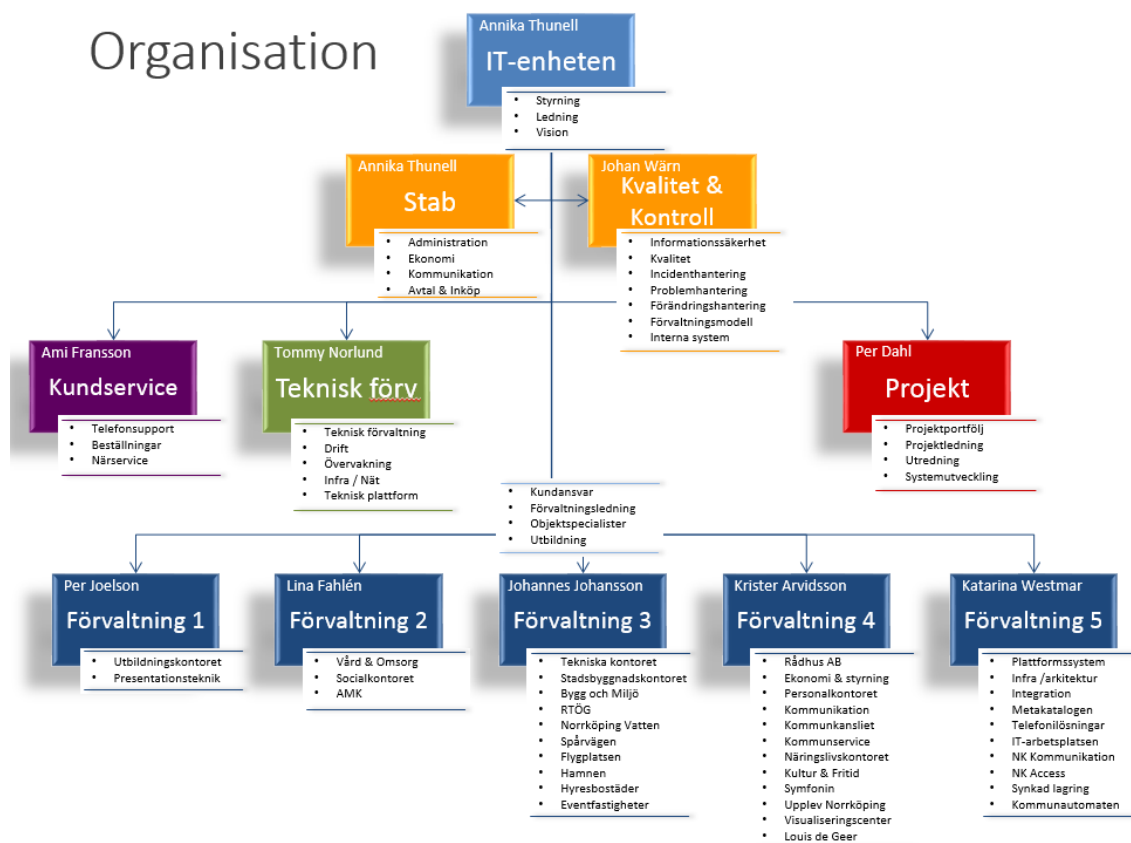 Organisation
Annika Thunell
IT-enheten
• Styrning
• Ledning
• Vision
Annika Thunell
Stab
• Administration
• Ekonomi
• Kommunikation
• Avtal & Inköp
Johan Wärn
Kvalitet &
Kontroll
• Informationssäkerhet
• Kvalitet
• Incidenthantering
• Problemhantering
• Förändringshantering
• Förvaltningsmodell
• Interna system
Ami Fransson
Kundservice
• Telefonsupport
• Beställningar
• Närservice
Tommy Norlund
Teknisk förv
• Teknisk förvaltning
• Drift
• Övervakning
• Infra / Nät
• Teknisk plattform
Per Dahl
Projekt
• Projektportfölj
• Projektledning
• Utredning
• Systemutveckling
• Kundansvar
• Förvaltningsledning
• Objektspecialister
• Utbildning
Per Joelson
Förvaltning 1
• Utbildningskontoret
• Presentationsteknik
Lina Fahlén
Förvaltning 2
• Vård & Omsorg
• Socialkontoret
• AMK
Johannes Johansson
Förvaltning 3
• Tekniska kontoret
• Stadsbyggnadskontoret
• Bygg och Miljö
• RTÖG
• Norrköping Vatten
• Spårvägen
• Flygplatsen
• Hamnen
• Hyresbostäder
• Eventfastigheter
Krister Arvidsson
Förvaltning 4
• Rådhus AB
• Ekonomi & styrning
• Personalkontoret
• Kommunikation
• Kommunkansliet
• Kommunservice
• Näringslivskontoret
• Kultur & Fritid
• Symfonin
• Upplev Norrköping
• Visualiseringscenter
• Louis de Geer
Katarina Westmar
Förvaltning 5
• Plattformssystem
• Infra /arkitektur
• Integration
• Metakatalogen
• Telefonilösningar
• IT-arbetsplatsen
• NK Kommunikation
• NK Access
• Synkad lagring
• Kommunautomaten